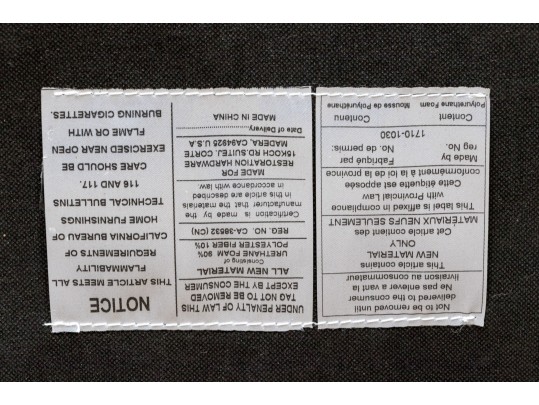 Not to be removed until
delivered to the consumer
Ne pas enlever a vant la
livraison au consommateur
This article contains
NEW MATERIAL
ONLY
Cet article contient des
MATÉRIAUX NEUFS SEULEMENT
This label is affixed in compliance
with Provincial Law
Cette étiquette est apposée
conformément à la loi de la province
Made by Fabriqué par
reg No. No. de permis:
1710-1030
Content Contenu
Polyurethane Foam Mousse de Polyuréthane
UNDER PENALTY OF LAW THIS
TAG NOT TO BE REMOVED
EXCEPT BY THE CONSUMER
ALL NEW MATERIAL
Consisting of
URETHANE FOAM 90%
POLYESTER FIBER 10%
REG. NO. CA-38632 (CN)
Certification is made by the
manufacturer that the materials
in this article are described
in accordance with law.
MADE FOR
RESTORATION HARDWARE
15KOCH RD.SUITEJ, CORTE
MADERA, CA94925 U.S.A
Date of Delivery
MADE IN CHINA
NOTICE
THIS ARTICLE MEETS ALL
FLAMMABILITY
REQUIREMENTS OF
CALIFORNIA BUREAU OF
HOME FURNISHINGS
TECHNICAL BULLETINS
116 AND 117.
CARE SHOULD BE
EXERCISED NEAR OPEN
FLAME OR WITH
BURNING CIGARETTES.